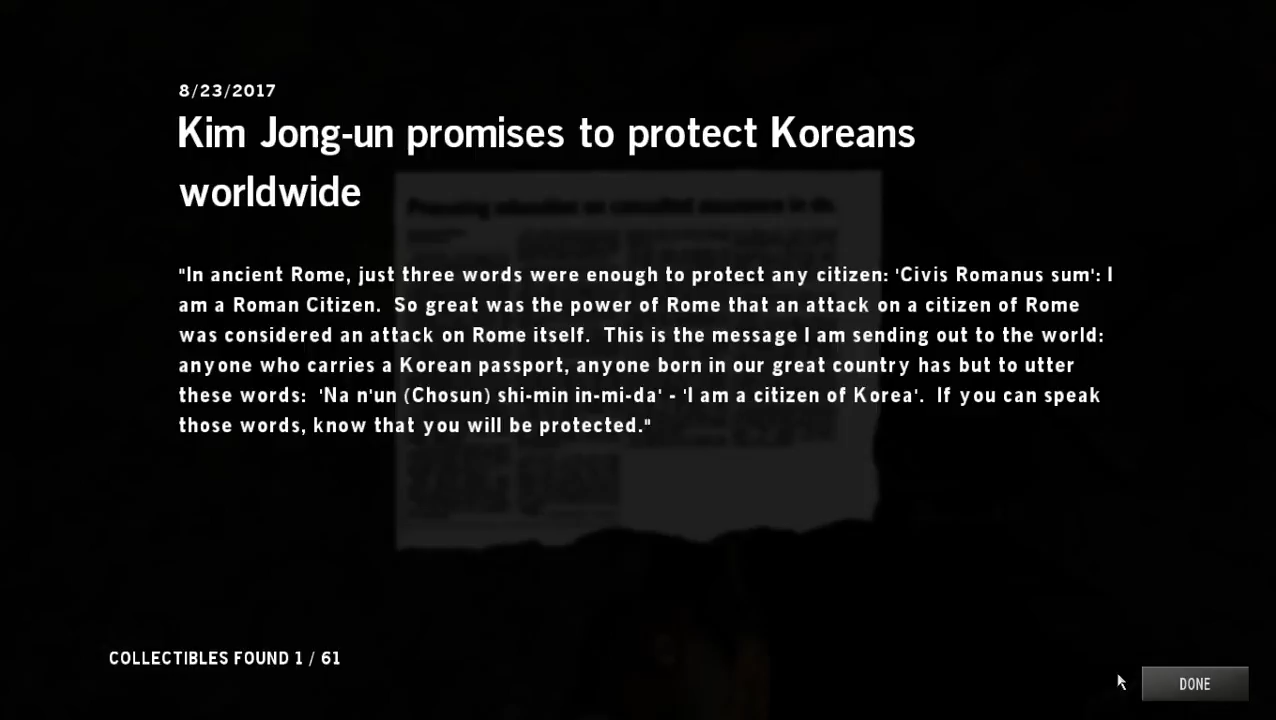 8/23/2017
Kim Jong-un promises to protect Koreans
worldwide
"In ancient Rome, just three words were enough to protect any citizen: 'Civis Romanus sum': I
am a Roman Citizen.  So great was the power of Rome that an attack on a citizen of Rome
was considered an attack on Rome itself.  This is the message I am sending out to the world:
anyone who carries a Korean passport, anyone born in our great country has but to utter
these words:  'Na n'un (Chosun) shi-min in-mi-da' - 'I am a citizen of Korea'.  If you can speak
those words, know that you will be protected."
COLLECTIBLES FOUND 1 / 61
DONE